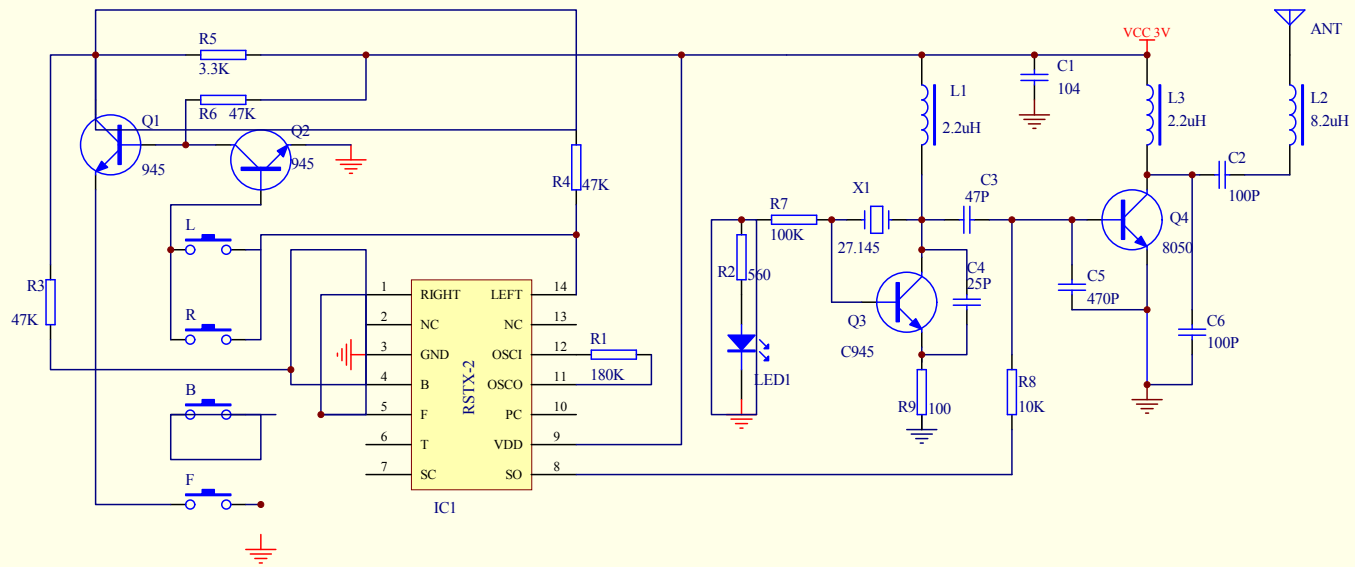 VCC 3V
ANT
R5
3.3K
R6 47K
Q1
945
Q2
945
R4 47K
C1
104
L1
2.2uH
L3
2.2uH
L2
8.2uH
C2
100P
C3
47P
X1
27.145
R7
100K
R2 560
Q4
8050
C4
25P
C5
470P
C6
100P
Q3
C945
LED1
R8
10K
R9 100
L
R
B
F
R3
47K
1 RIGHT LEFT 14
2 NC NC 13
3 GND OSCI 12
4 B OSCO 11
5 F PC 10
6 T VDD 9
7 SC SO 8
RSTX-2
IC1
R1
180K